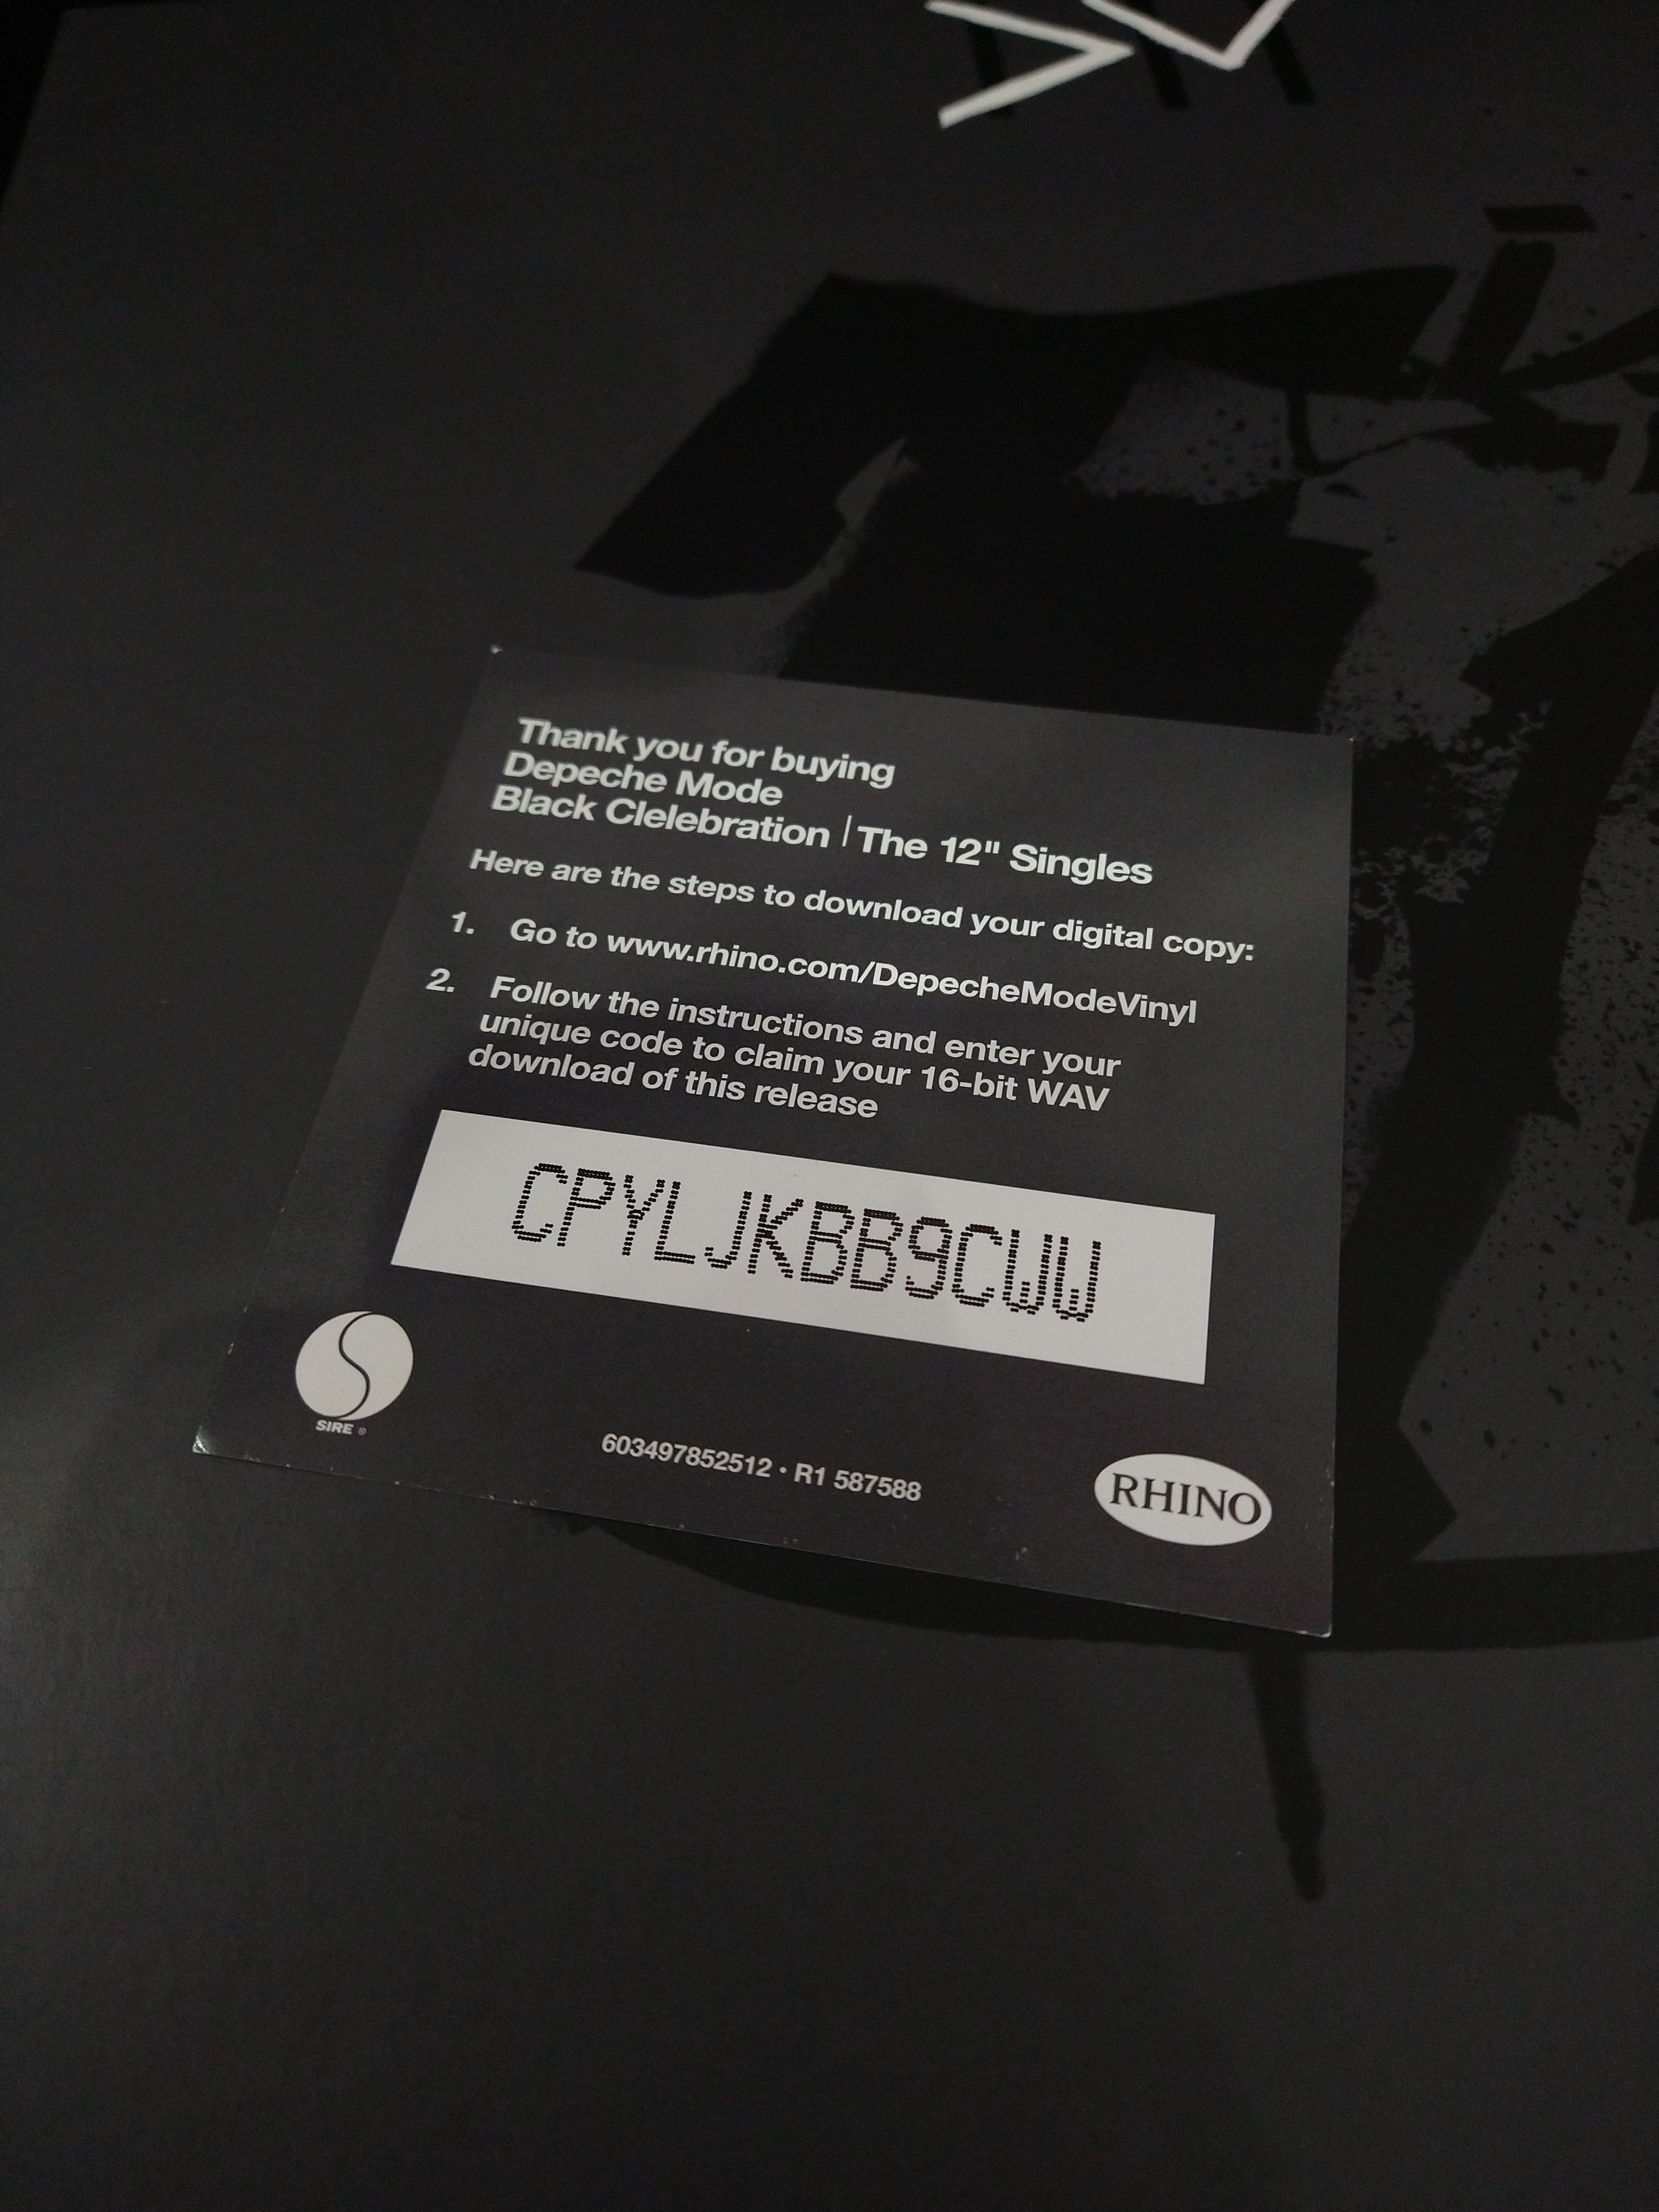 Thank you for buying
Depeche Mode
Black Clelebration | The 12" Singles
Here are the steps to download your digital copy:
1. Go to www.rhino.com/DepecheModeVinyl
2. Follow the instructions and enter your
unique code to claim your 16-bit WAV
download of this release
CPYLJKBB9CWW
SIRE ®
603497852512 • R1 587588
RHINO